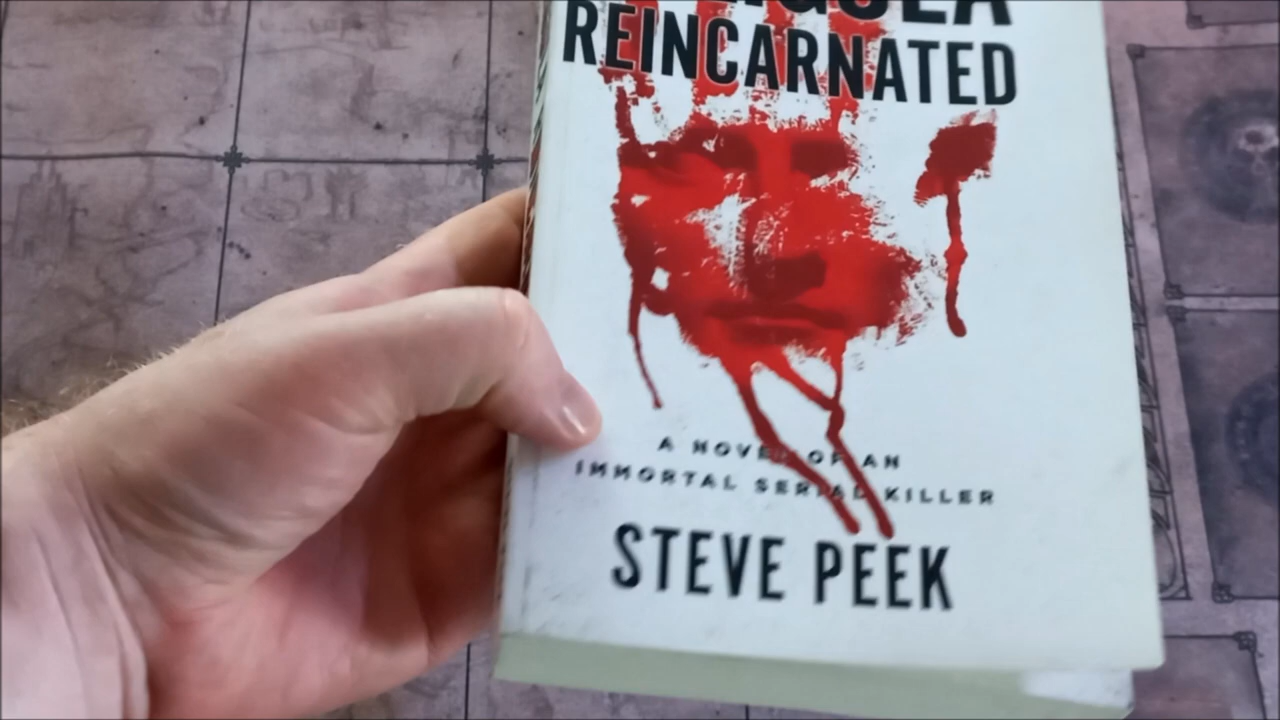 REINCARNATED
A NOVEL OF AN
IMMORTAL SERIAL KILLER
STEVE PEEK